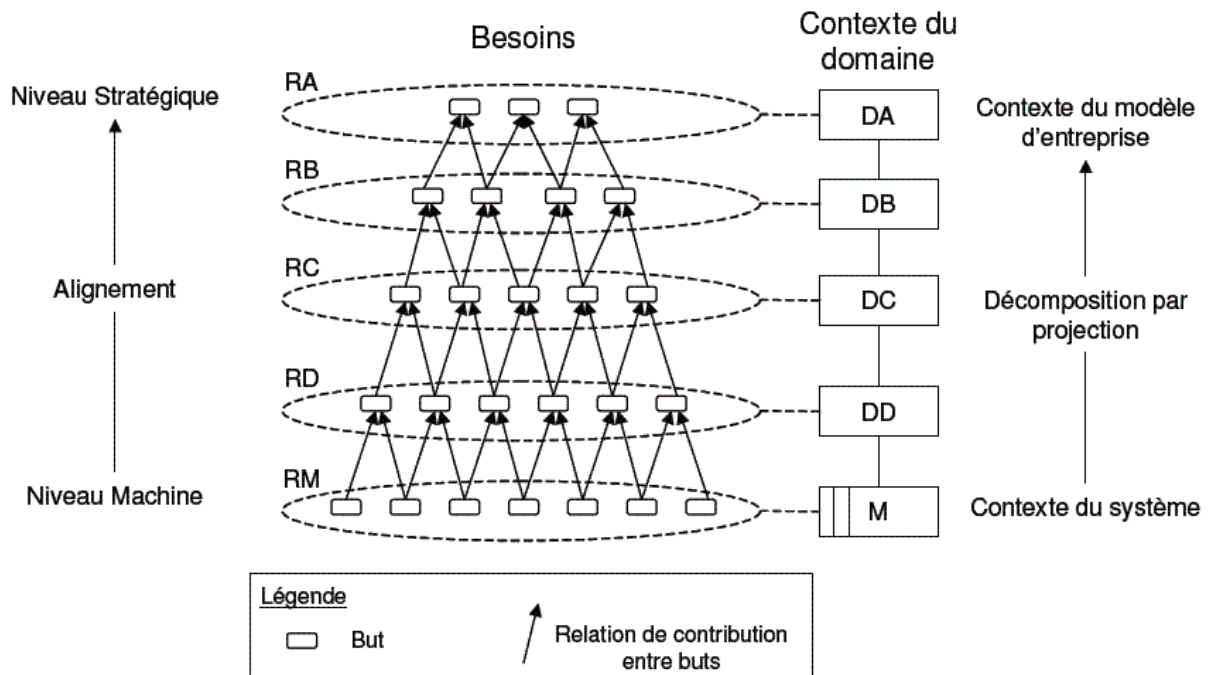 Besoins
Contexte du
domaine
Niveau Stratégique
RA
DA
Contexte du modèle
d'entreprise
RB
DB
Alignement
RC
DC
Décomposition par
projection
RD
DD
Niveau Machine
RM
M
Contexte du système
Légende
But
Relation de contribution
entre buts